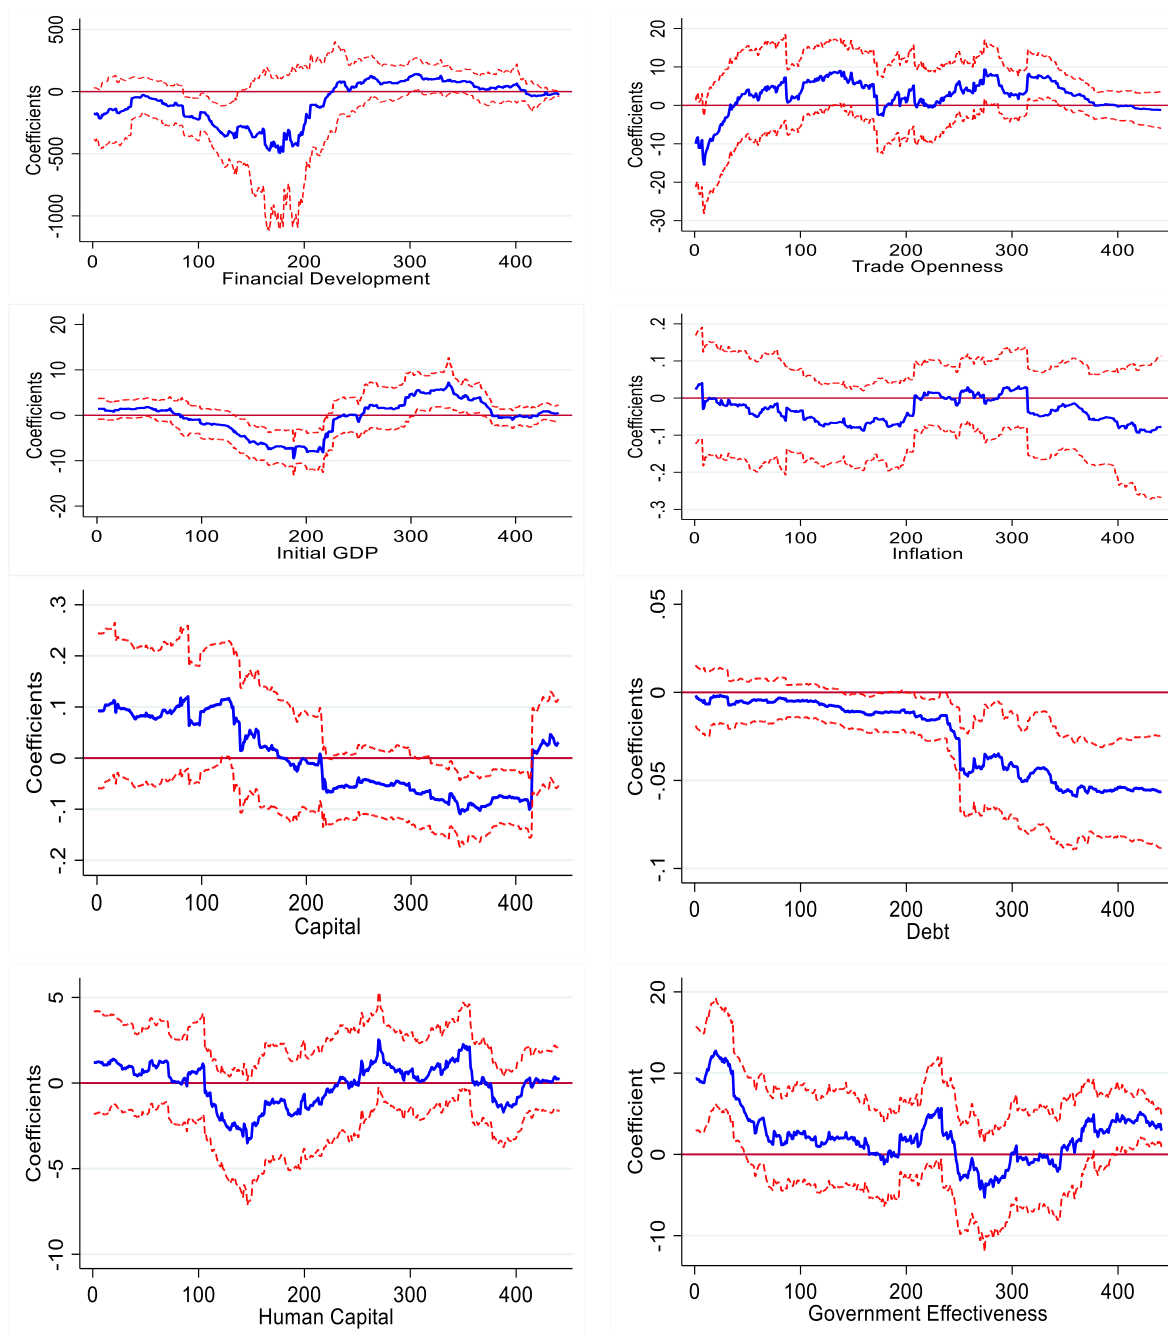 500
0
-500
-1000
Coefficients
0 100 200 300 400
Financial Development
20
10
0
-10
-20
-30
Coefficients
0 100 200 300 400
Trade Openness
20
10
0
-10
-20
Coefficients
0 100 200 300 400
Initial GDP
.2
.1
0
-.1
-.2
-.3
Coefficients
0 100 200 300 400
Inflation
.3
.2
.1
0
-.1
-.2
Coefficients
0 100 200 300 400
Capital
.05
0
-.05
-.1
Coefficients
0 100 200 300 400
Debt
5
0
-5
-10
Coefficients
0 100 200 300 400
Human Capital
20
10
0
-10
Coefficient
0 100 200 300 400
Government Effectiveness